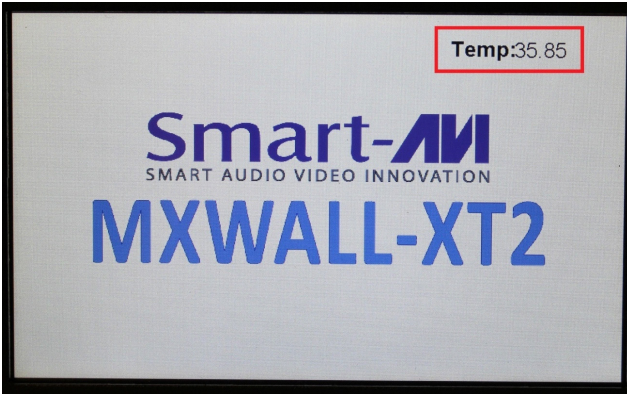 Temp:35.85
Smart-AVI
SMART AUDIO VIDEO INNOVATION
MXWALL-XT2